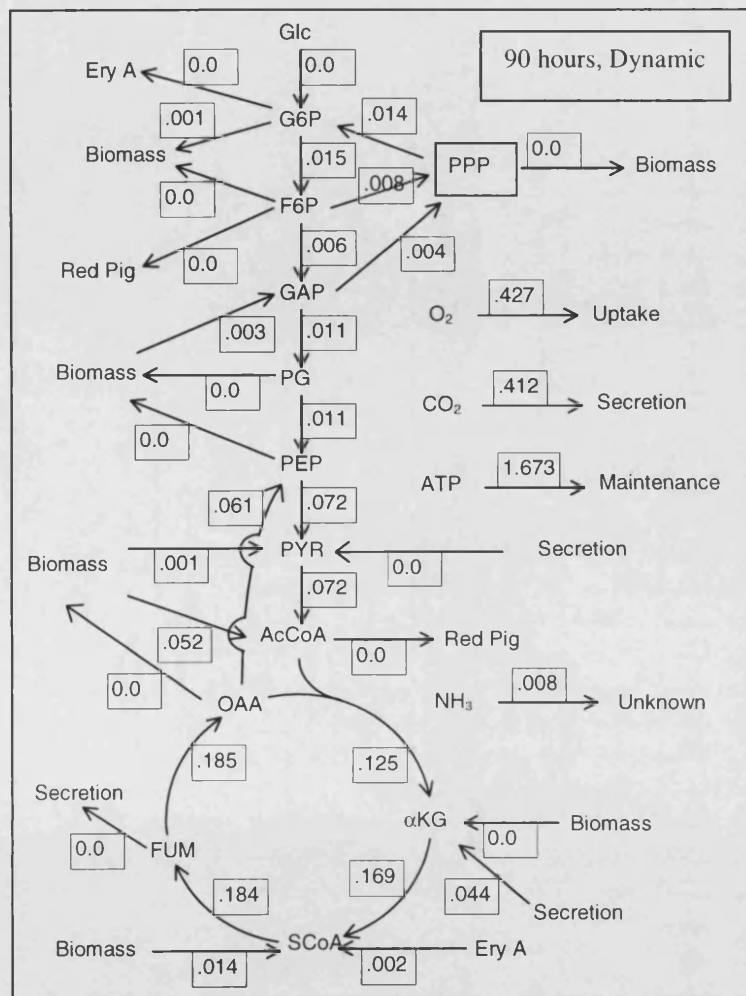 Glc
90 hours, Dynamic
Ery A
0.0
0.0
.001
G6P
.014
Biomass
.015
PPP
0.0
Biomass
0.0
F6P
.008
Red Pig
0.0
.006
.004
GAP
.427
O₂
Uptake
.003
.011
Biomass
0.0
PG
.412
CO₂
Secretion
0.0
.011
PEP
1.673
ATP
Maintenance
.061
.072
Biomass
.001
PYR
0.0
Secretion
.072
.052
AcCoA
0.0
Red Pig
0.0
OAA
.008
NH₃
Unknown
.185
.125
Secretion
0.0
FUM
αKG
0.0
Biomass
.184
.169
.044
Secretion
Biomass
.014
SCoA
.002
Ery A